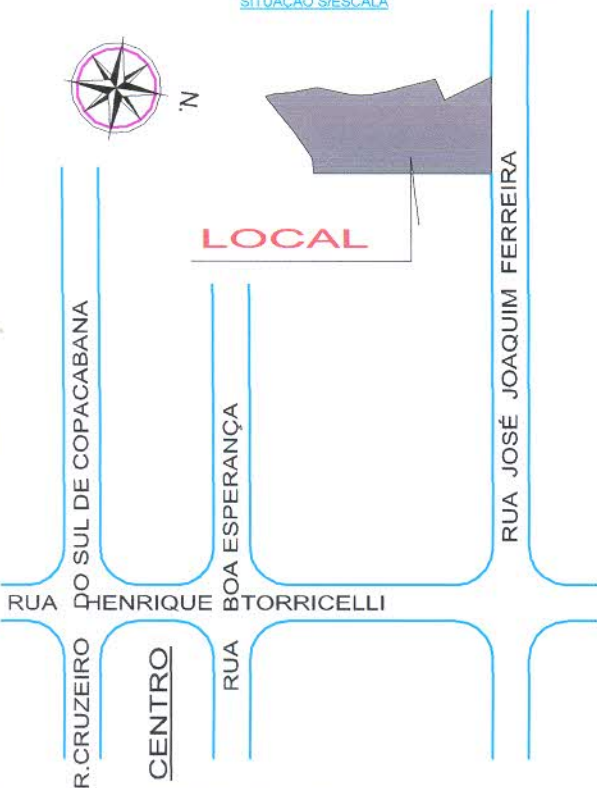 SITUAÇÃO S/ESCALA
N.
LOCAL
RUA JOSÉ JOAQUIM FERREIRA
R.CRUZEIRO DO SUL DE COPACABANA
RUA BOA ESPERANÇA
RUA HENRIQUE TORRICELLI
CENTRO